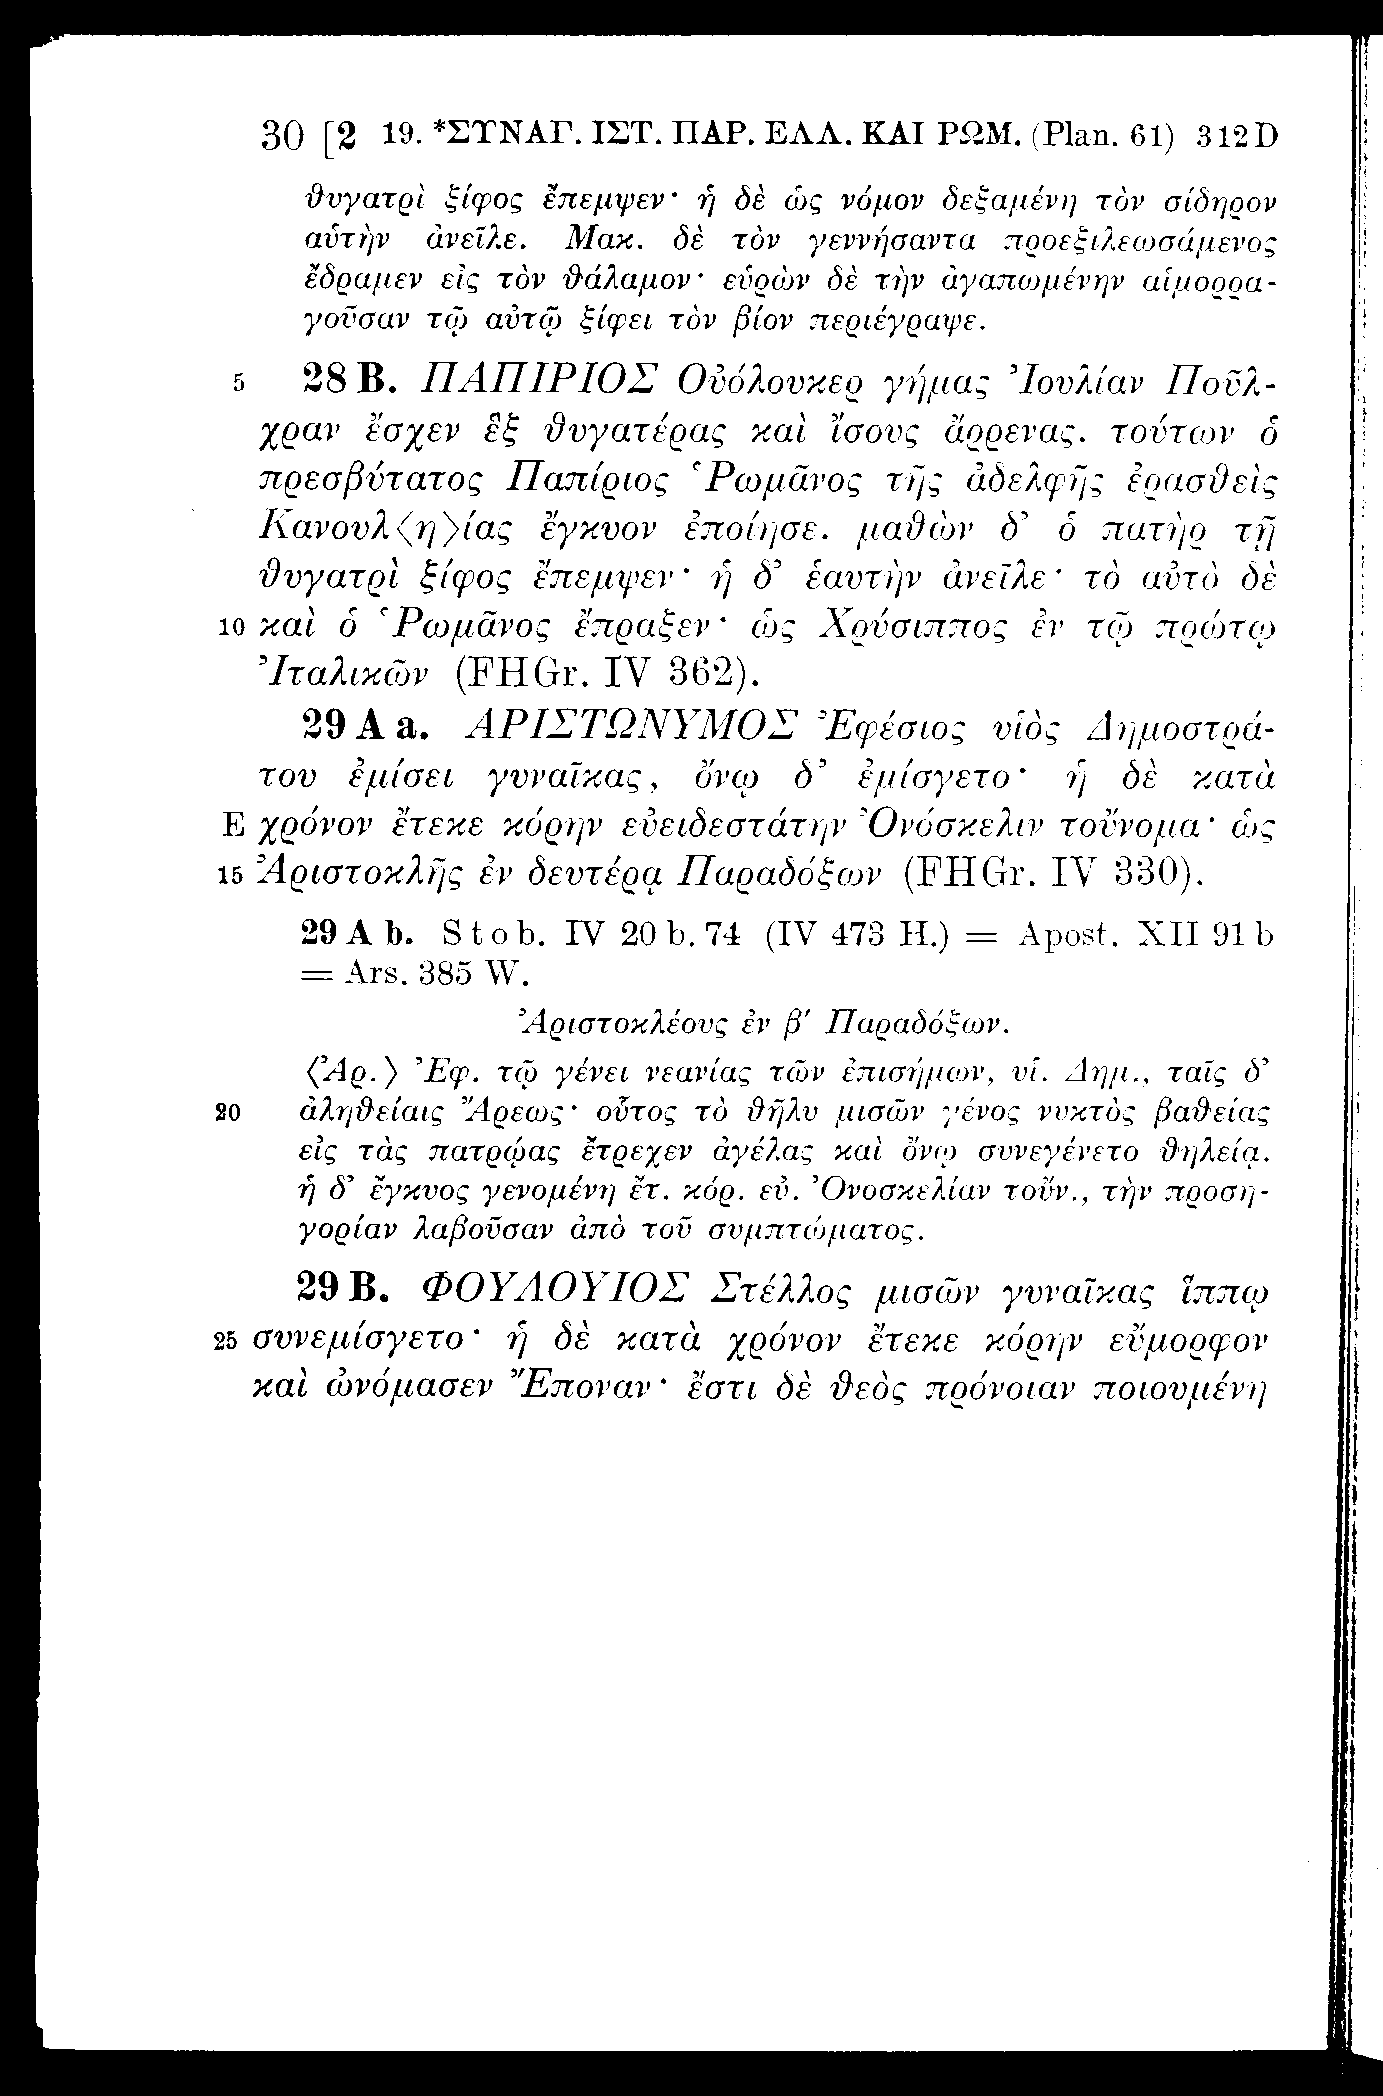 30 [2 19. *ΣΥΝΑΓ. ΙΣΤ. ΠΑΡ. ΕΛΛ. ΚΑΙ ΡΩΜ. (Plan. 61) 312D
θυγατρὶ ξίφος ἔπεμψεν· ἡ δὲ ὡς νόμον δεξαμένη τὸν σίδηρον
αὑτὴν ἀνεῖλε. Μακ. δὲ τὸν γεννήσαντα προεξιλεωσάμενος
ἔδραμεν εἰς τὸν θάλαμον· εὑρὼν δὲ τὴν ἀγαπωμένην αἱμορρα-
γοῦσαν τῷ αὐτῷ ξίφει τὸν βίον περιέγραψε.
5 28 B. ΠΑΠΙΡΙΟΣ Οὐόλουκερ γήμας Ἰουλίαν Ποῦλ-
χραν ἔσχεν ἓξ θυγατέρας καὶ ἴσους ἄρρενας. τούτων ὁ
πρεσβύτατος Παπίριος Ῥωμᾶνος τῆς ἀδελφῆς ἐρασθεὶς
Κανουλ⟨η⟩ίας ἔγκυον ἐποίησε. μαθὼν δ’ ὁ πατὴρ τῇ
θυγατρὶ ξίφος ἔπεμψεν· ἡ δ’ ἑαυτὴν ἀνεῖλε· τὸ αὐτὸ δὲ
10 καὶ ὁ Ῥωμᾶνος ἔπραξεν· ὡς Χρύσιππος ἐν τῷ πρώτῳ
Ἰταλικῶν (FHGr. IV 362).
29 A a. ΑΡΙΣΤΩΝΥΜΟΣ Ἐφέσιος υἱὸς Δημοστρά-
του ἐμίσει γυναῖκας, ὄνῳ δ’ ἐμίσγετο· ἡ δὲ κατὰ
E χρόνον ἔτεκε κόρην εὐειδεστάτην Ὀνόσκελιν τοὔνομα· ὡς
15 Ἀριστοκλῆς ἐν δευτέρᾳ Παραδόξων (FHGr. IV 330).
29 A b. Stob. IV 20 b. 74 (IV 473 H.) = Apost. XII 91 b
= Ars. 385 W.
Ἀριστοκλέους ἐν β′ Παραδόξων.
⟨Ἀρ.⟩ Ἐφ. τῷ γένει νεανίας τῶν ἐπισήμων, υἱ. Δημ., ταῖς δ’
20 ἀληθείαις Ἄρεως· οὗτος τὸ θῆλυ μισῶν γένος νυκτὸς βαθείας
εἰς τὰς πατρῴας ἔτρεχεν ἀγέλας καὶ ὄνῳ συνεγένετο θηλείᾳ.
ἡ δ’ ἔγκυος γενομένη ἔτ. κόρ. εὐ. Ὀνοσκελίαν τοὔν., τὴν προση-
γορίαν λαβοῦσαν ἀπὸ τοῦ συμπτώματος.
29 B. ΦΟΥΛΟΥΙΟΣ Στέλλος μισῶν γυναῖκας ἵππῳ
25 συνεμίσγετο· ἡ δὲ κατὰ χρόνον ἔτεκε κόρην εὔμορφον
καὶ ὠνόμασεν Ἔποναν· ἔστι δὲ θεὸς πρόνοιαν ποιουμένη